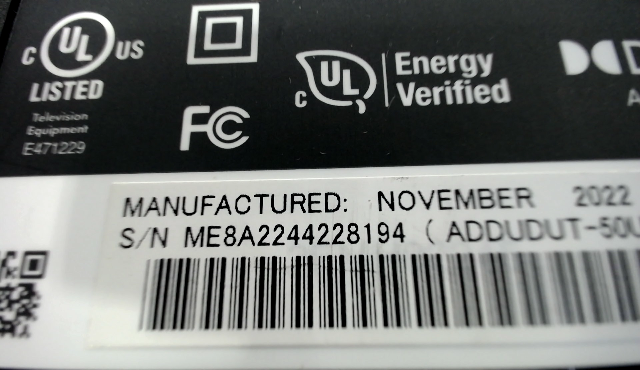 C UL US
LISTED
Television
Equipment
E471229
FC
C UL Energy
Verified
MANUFACTURED: NOVEMBER 2022
S/N ME8A2244228194 ( ADDUDUT-50U